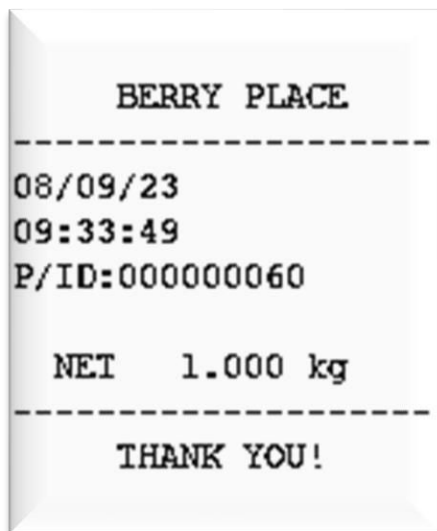 BERRY PLACE
--------------------
08/09/23
09:33:49
P/ID:000000060
NET 1.000 kg
--------------------
THANK YOU!